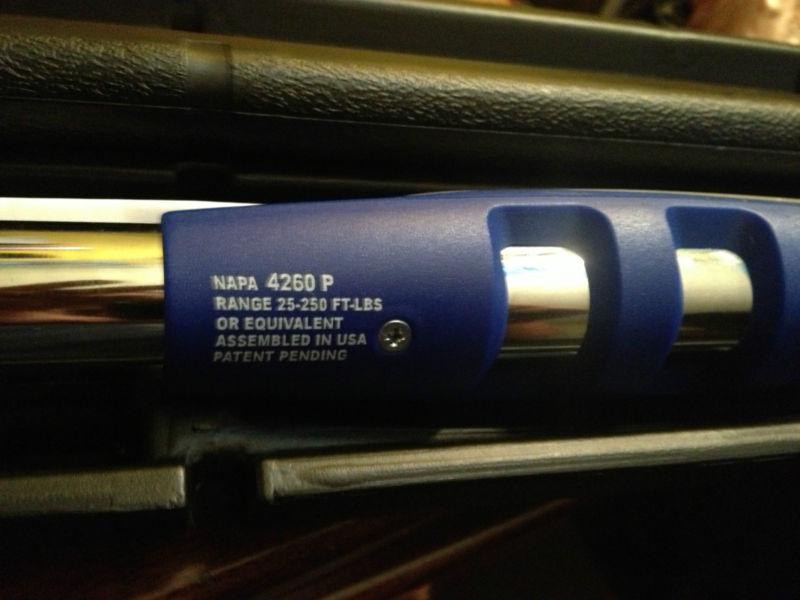 NAPA 4260 P
RANGE 25-250 FT-LBS
OR EQUIVALENT
ASSEMBLED IN USA
PATENT PENDING